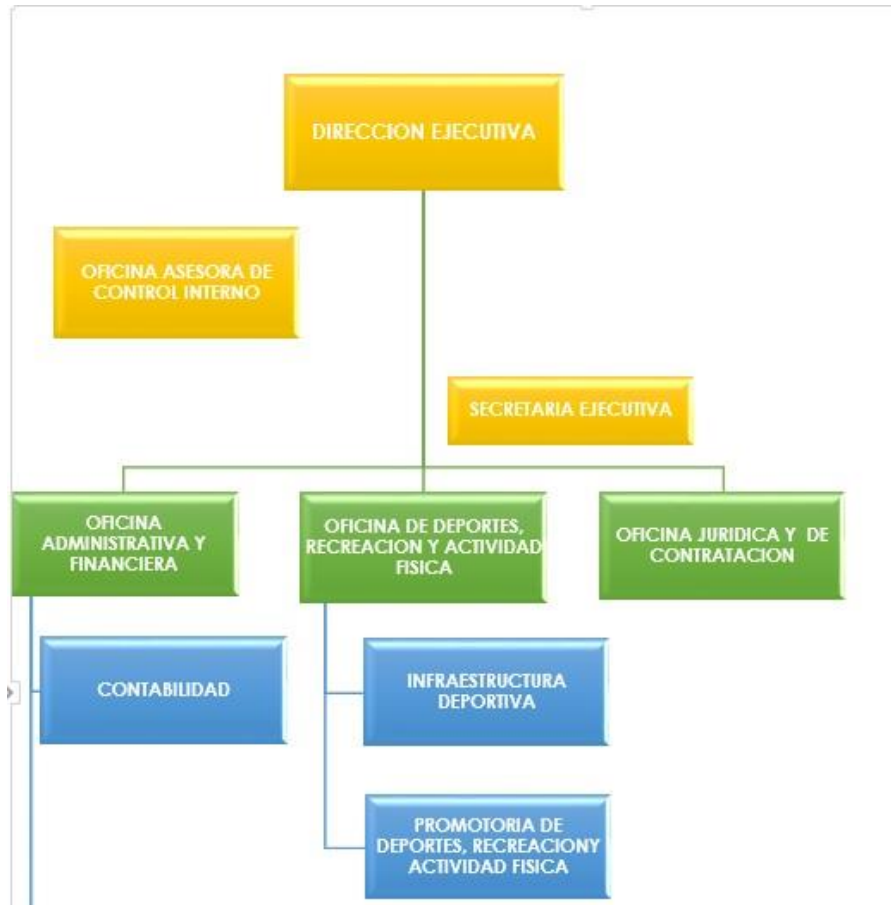 DIRECCION EJECUTIVA
OFICINA ASESORA DE
CONTROL INTERNO
SECRETARIA EJECUTIVA
OFICINA
ADMINISTRATIVA Y
FINANCIERA
OFICINA DE DEPORTES,
RECREACION Y ACTIVIDAD
FISICA
OFICINA JURIDICA Y DE
CONTRATACION
CONTABILIDAD
INFRAESTRUCTURA
DEPORTIVA
PROMOTORIA DE
DEPORTES, RECREACIONY
ACTIVIDAD FISICA